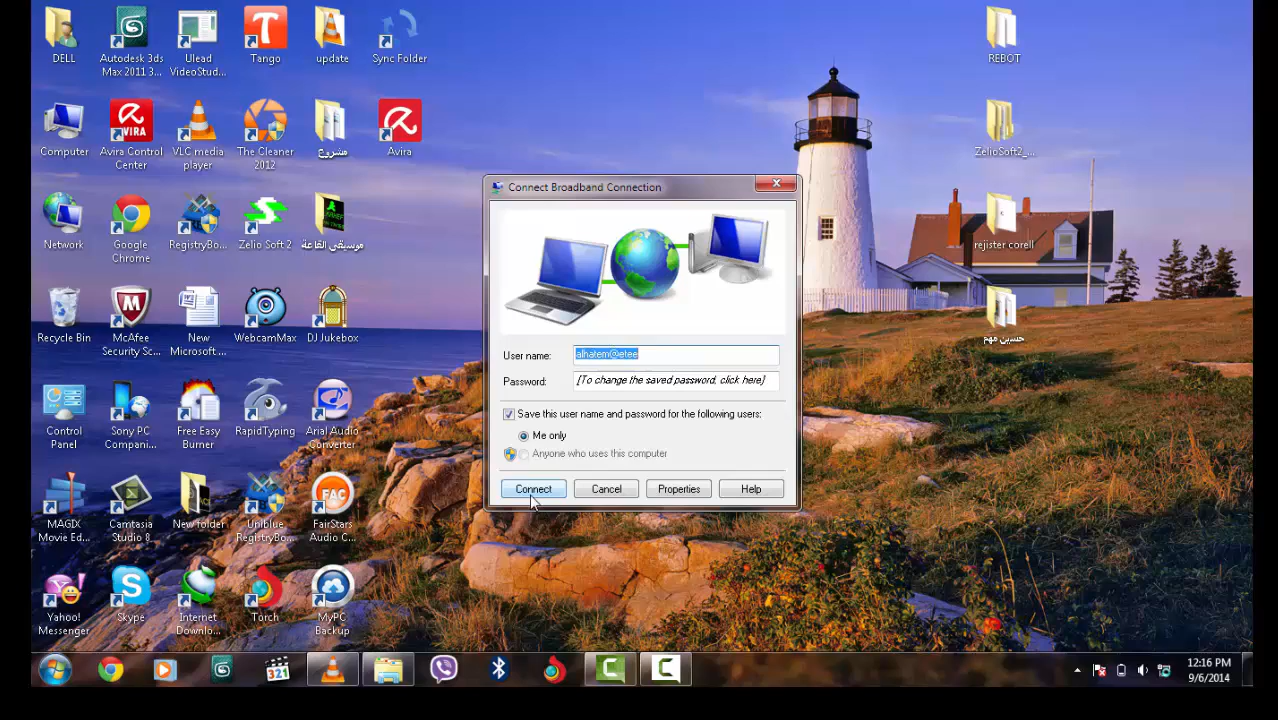 DELL
Autodesk 3ds
Max 2011 3...
Ulead
VideoStud...
Tango
update
Sync Folder
REBOT
Computer
Avira Control
Center
VLC media
player
The Cleaner
2012
مشروع
Avira
ZelioSoft2_...
Network
Google
Chrome
RegistryBo...
Zelio Soft 2
موسيقى القاعة
rejister corell
Recycle Bin
McAfee
Security Sc...
New
Microsoft ...
WebcamMax
DJ Jukebox
حسين مهم
Control
Panel
Sony PC
Compani...
Free Easy
Burner
RapidTyping
Arial Audio
Converter
MAGIX
Movie Ed...
Camtasia
Studio 8
New folder
Uniblue
RegistryBo...
FairStars
Audio C...
Yahoo!
Messenger
Skype
Internet
Downlo...
Torch
MyPC
Backup
Connect Broadband Connection
User name:
alhatem@etee
Password:
[To change the saved password, click here]
Save this user name and password for the following users:
Me only
Anyone who uses this computer
Connect
Cancel
Properties
Help
321
12:16 PM
9/6/2014